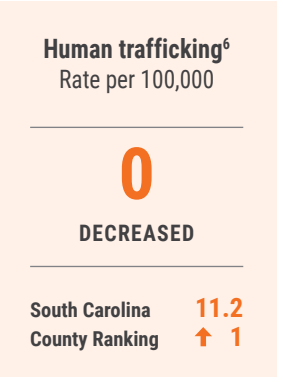 Human trafficking⁶
Rate per 100,000
0
DECREASED
South Carolina 11.2
County Ranking ↑ 1